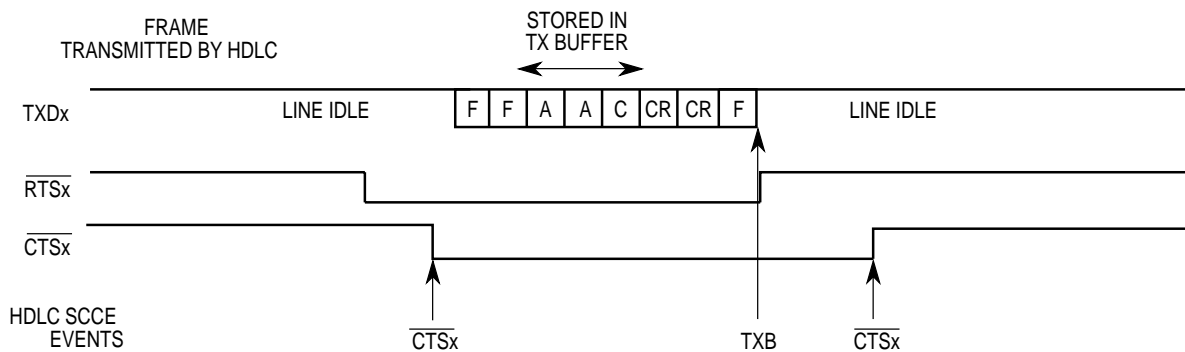 FRAME
TRANSMITTED BY HDLC
STORED IN
TX BUFFER
TXDx
LINE IDLE
F F A A C CR CR F
LINE IDLE
RTSx
CTSx
HDLC SCCE
EVENTS
CTSx
TXB
CTSx